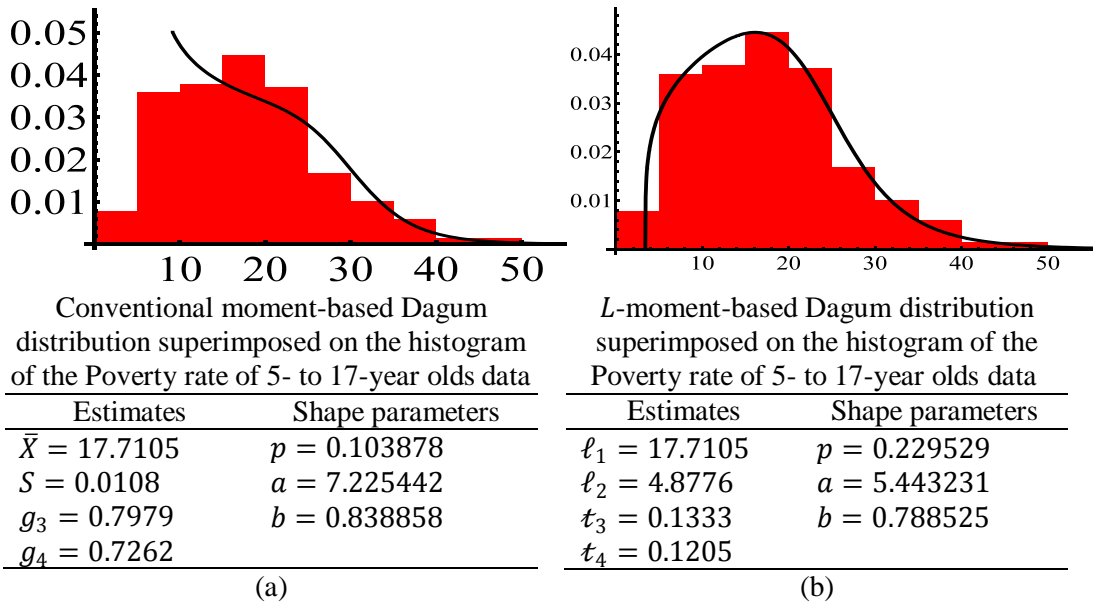 0.05
0.04
0.03
0.02
0.01
10 20 30 40 50
Conventional moment-based Dagum
distribution superimposed on the histogram
of the Poverty rate of 5- to 17-year olds data
Estimates Shape parameters
X̄ = 17.7105 p = 0.103878
S = 0.0108 a = 7.225442
g₃ = 0.7979 b = 0.838858
g₄ = 0.7262
(a)
0.04
0.03
0.02
0.01
10 20 30 40 50
L-moment-based Dagum distribution
superimposed on the histogram of the
Poverty rate of 5- to 17-year olds data
Estimates Shape parameters
ℓ₁ = 17.7105 p = 0.229529
ℓ₂ = 4.8776 a = 5.443231
t₃ = 0.1333 b = 0.788525
t₄ = 0.1205
(b)